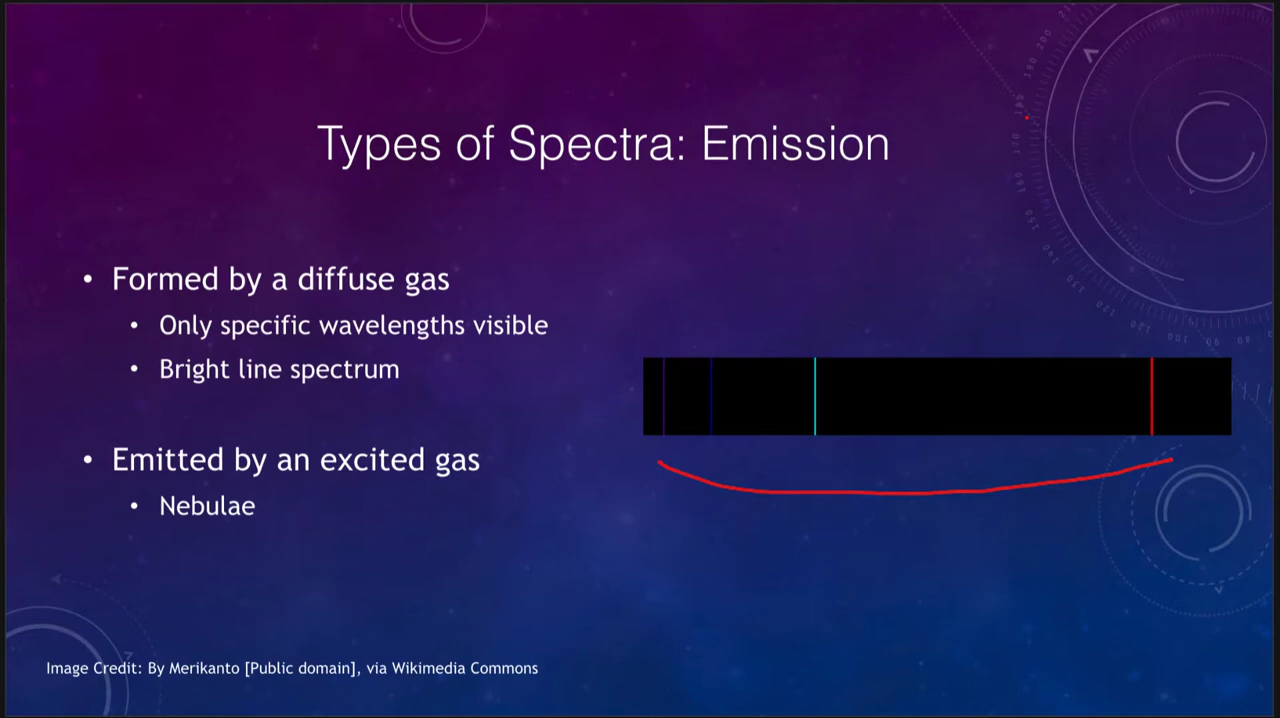 Types of Spectra: Emission
• Formed by a diffuse gas
• Only specific wavelengths visible
• Bright line spectrum
• Emitted by an excited gas
• Nebulae
Image Credit: By Merikanto [Public domain], via Wikimedia Commons